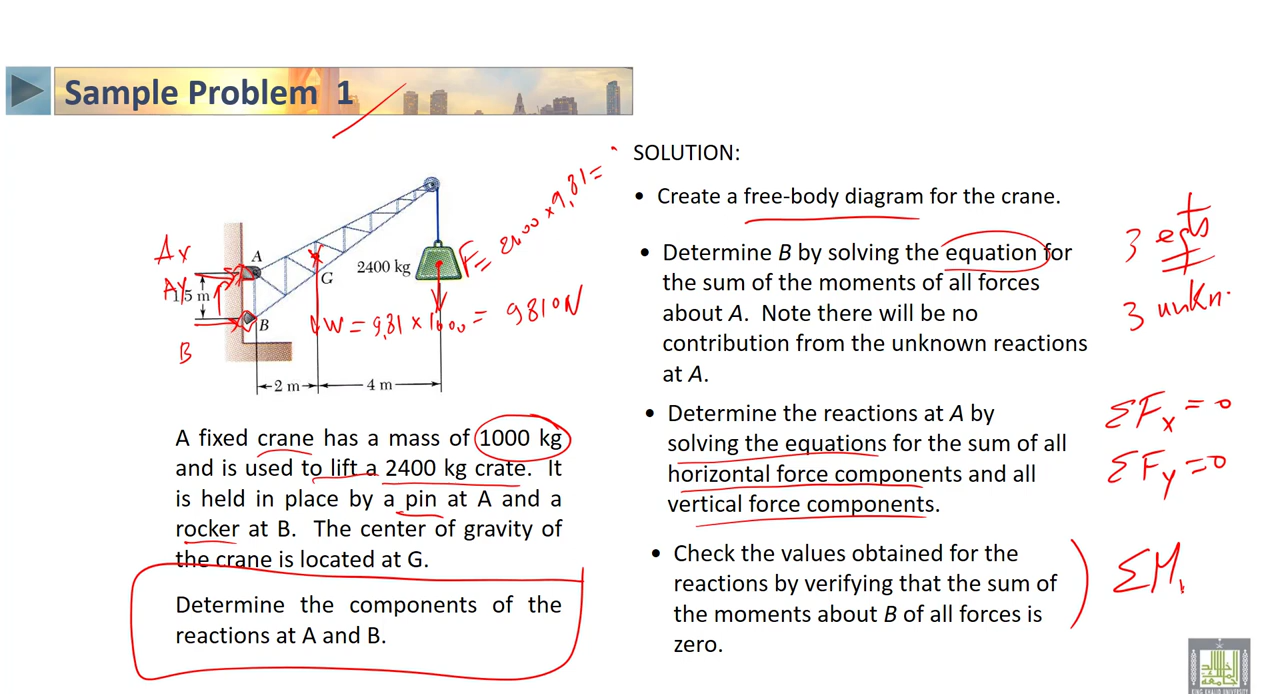 Sample Problem 1
SOLUTION:
• Create a free-body diagram for the crane.
• Determine B by solving the equation for
the sum of the moments of all forces
about A. Note there will be no
contribution from the unknown reactions
at A.
• Determine the reactions at A by
solving the equations for the sum of all
horizontal force components and all
vertical force components.
• Check the values obtained for the
reactions by verifying that the sum of
the moments about B of all forces is
zero.
3 eqts
3 unkn.
ΣFx = 0
ΣFy = 0
ΣM
Ax
A
Ay
1.5 m
B
B
G
2400 kg
F = 2400 × 9,81 =
W = 9,81 × 1000 = 9810 N
2 m
4 m
A fixed crane has a mass of 1000 kg
and is used to lift a 2400 kg crate. It
is held in place by a pin at A and a
rocker at B. The center of gravity of
the crane is located at G.
Determine the components of the
reactions at A and B.